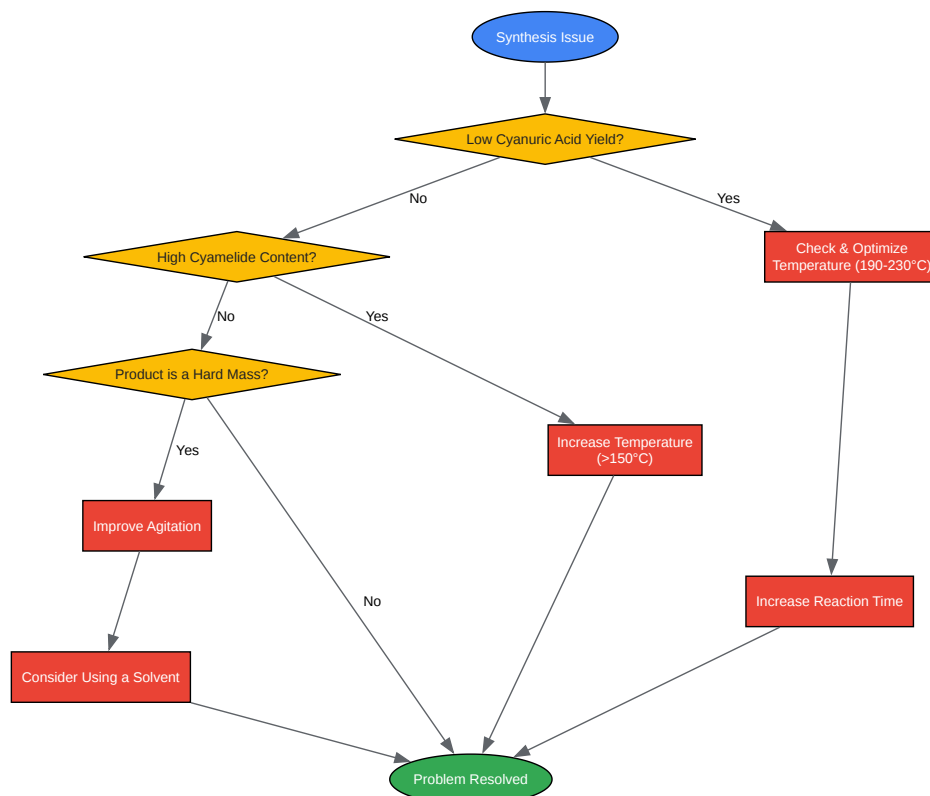 Synthesis Issue
Low Cyanuric Acid Yield?
No
Yes
High Cyamelide Content?
Check & Optimize
Temperature (190-230°C)
No
Yes
Product is a Hard Mass?
Yes
Increase Temperature
(>150°C)
Improve Agitation
No
Increase Reaction Time
Consider Using a Solvent
Problem Resolved